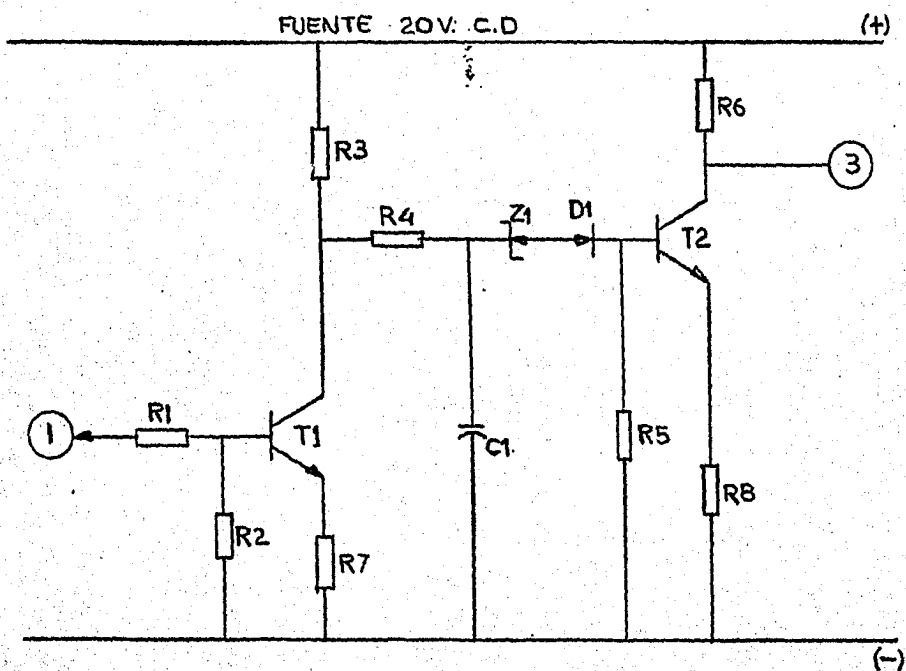 FUENTE 20V. C.D
(+)
R6
3
R3
R4
Z1
D1
T2
R1
1
T1
C1.
R5
R8
R2
R7
(-)